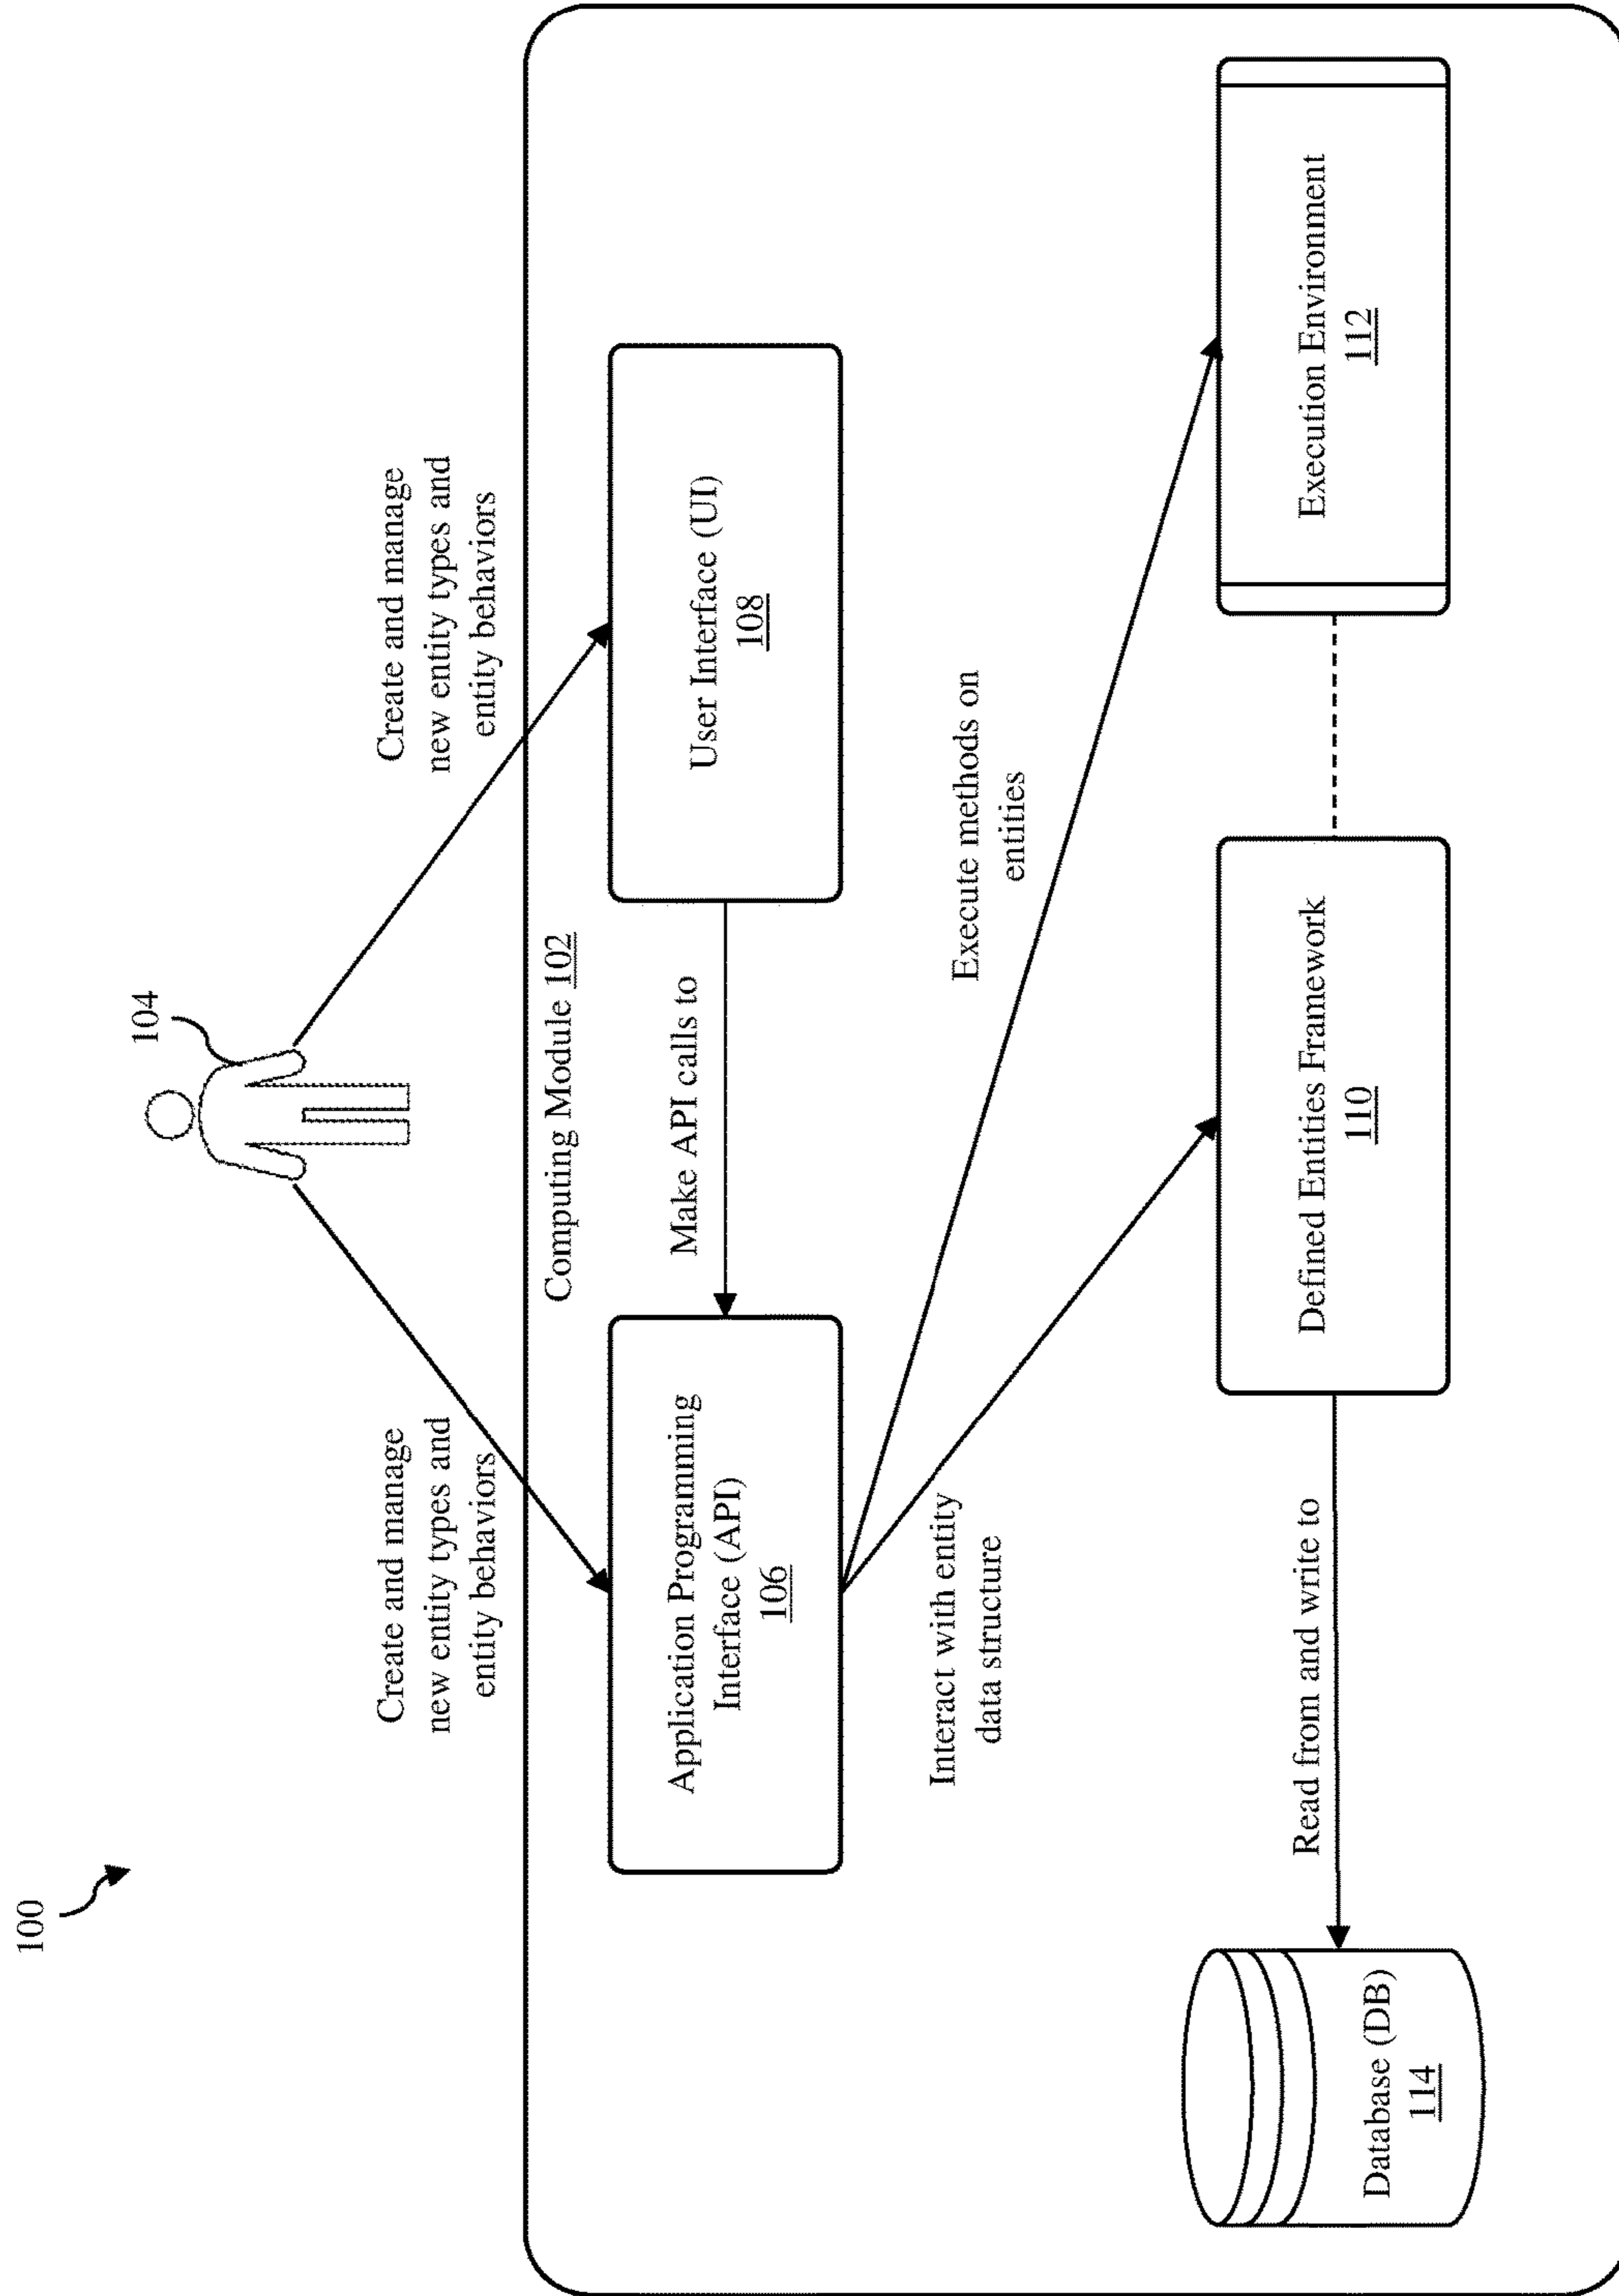 100
104
Create and manage
new entity types and
entity behaviors
Create and manage
new entity types and
entity behaviors
Computing Module 102
Application Programming
Interface (API)
106
Make API calls to
User Interface (UI)
108
Interact with entity
data structure
Execute methods on
entities
Database (DB)
114
Read from and write to
Defined Entities Framework
110
Execution Environment
112